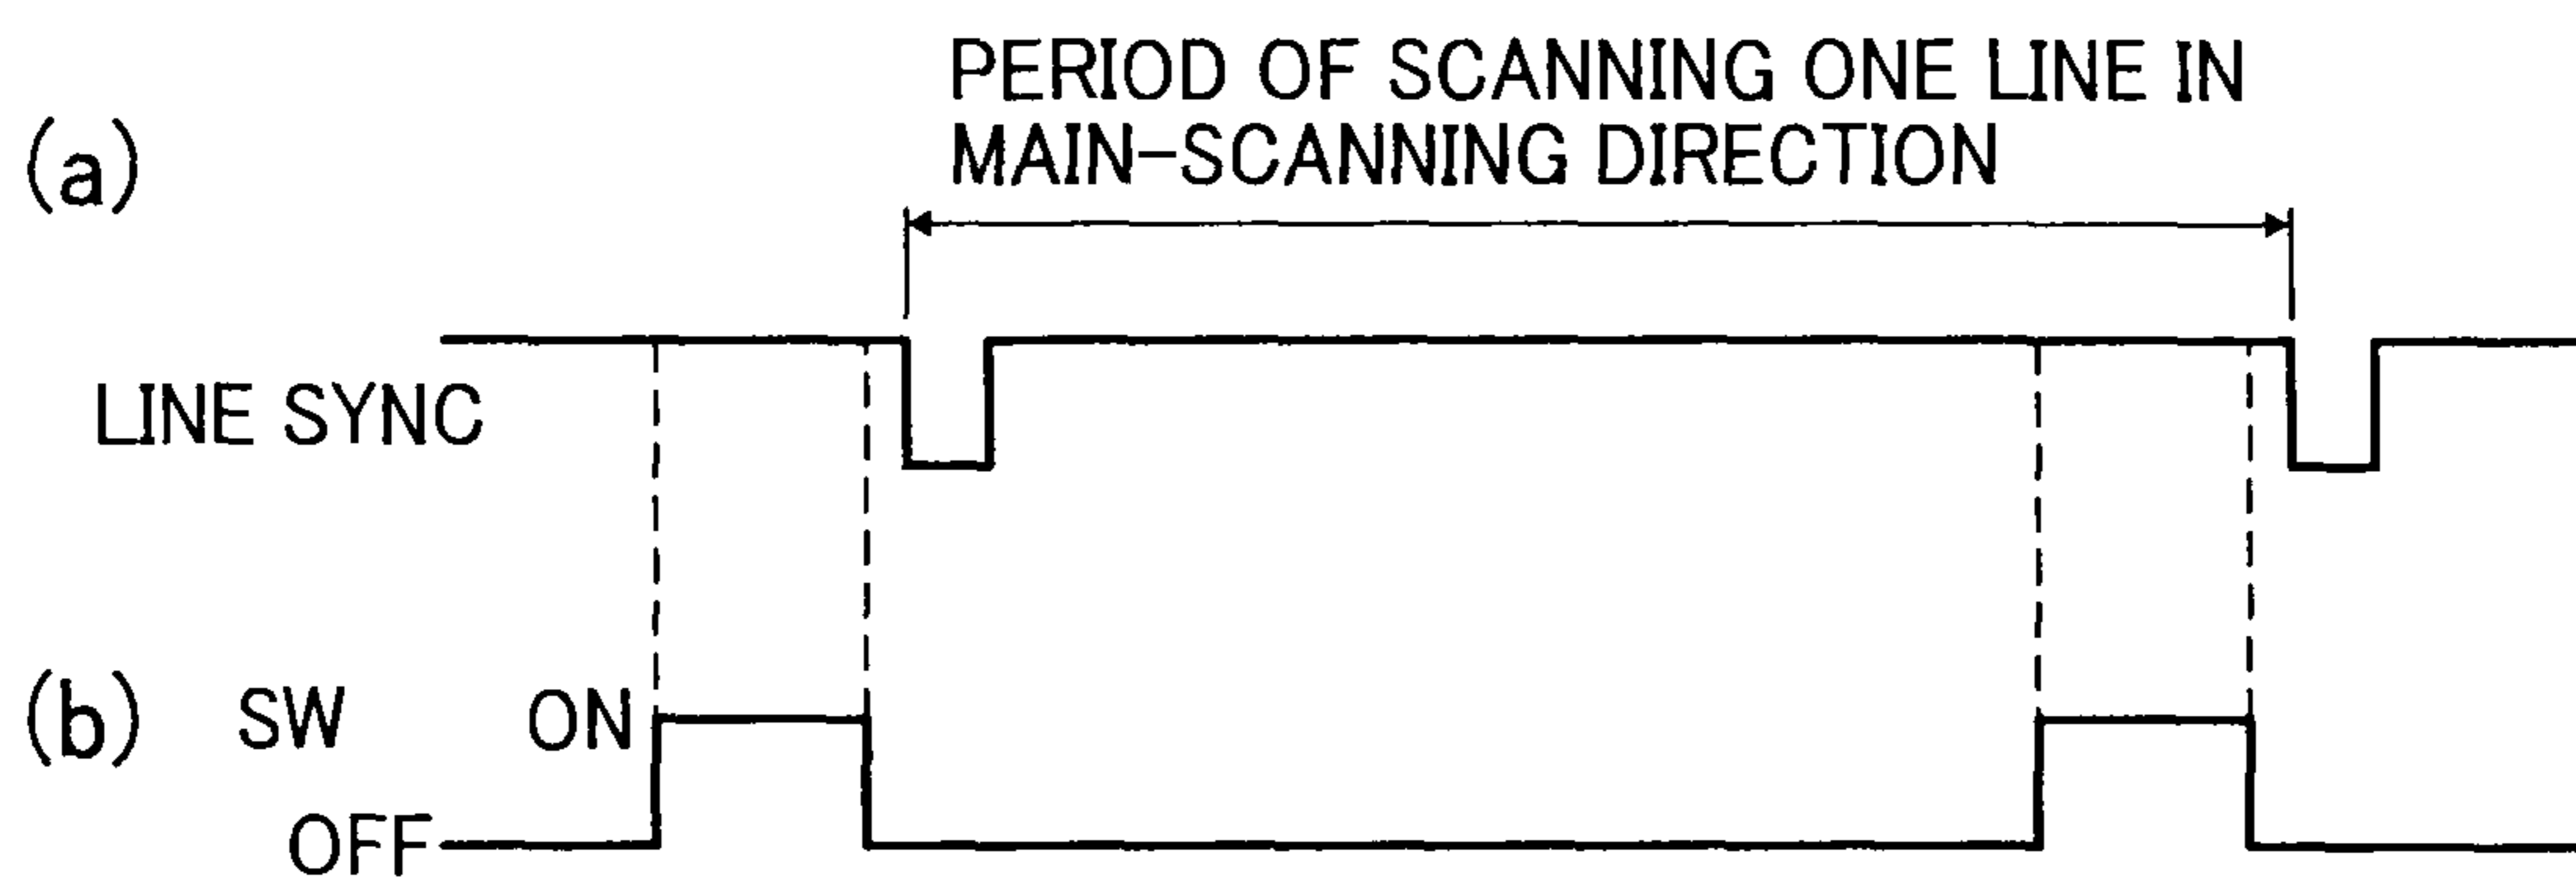 PERIOD OF SCANNING ONE LINE IN
MAIN-SCANNING DIRECTION
(a)
LINE SYNC
(b) SW ON
OFF